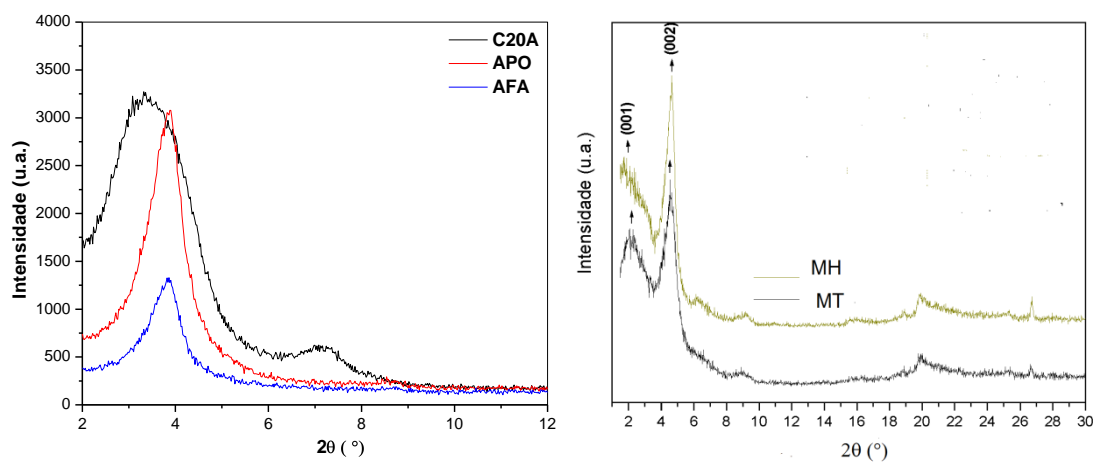 4000
3500
3000
2500
2000
1500
1000
500
0
Intensidade (u.a.)
C20A
APO
AFA
2 4 6 8 10 12
2θ ( °)
Intensidade (u.a.)
(001)
(002)
MH
MT
2 4 6 8 10 12 14 16 18 20 22 24 26 28 30
2θ (°)